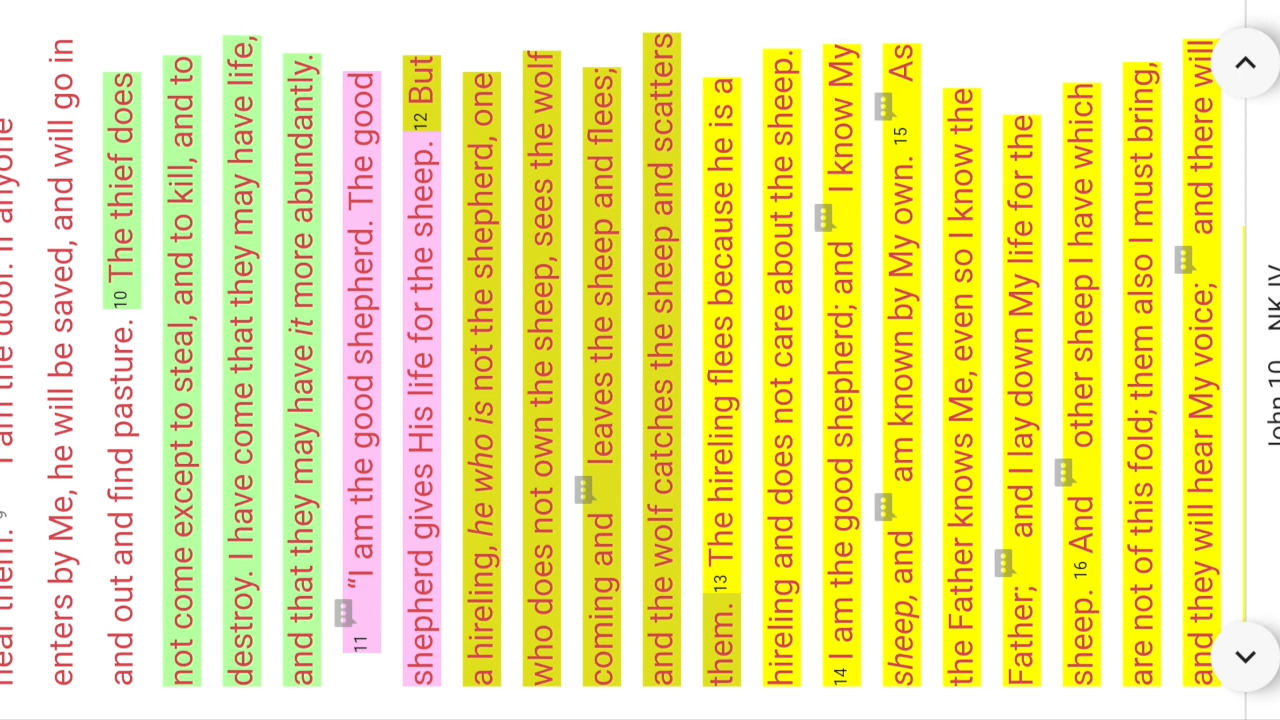 hear them. 9 I am the door. If anyone
enters by Me, he will be saved, and will go in
and out and find pasture. 10 The thief does
not come except to steal, and to kill, and to
destroy. I have come that they may have life,
and that they may have it more abundantly.
11 “I am the good shepherd. The good
shepherd gives His life for the sheep. 12 But
a hireling, he who is not the shepherd, one
who does not own the sheep, sees the wolf
coming and leaves the sheep and flees;
and the wolf catches the sheep and scatters
them. 13 The hireling flees because he is a
hireling and does not care about the sheep.
14 I am the good shepherd; and I know My
sheep, and am known by My own. 15 As
the Father knows Me, even so I know the
Father; and I lay down My life for the
sheep. 16 And other sheep I have which
are not of this fold; them also I must bring,
and they will hear My voice; and there will
John 10 NKJV